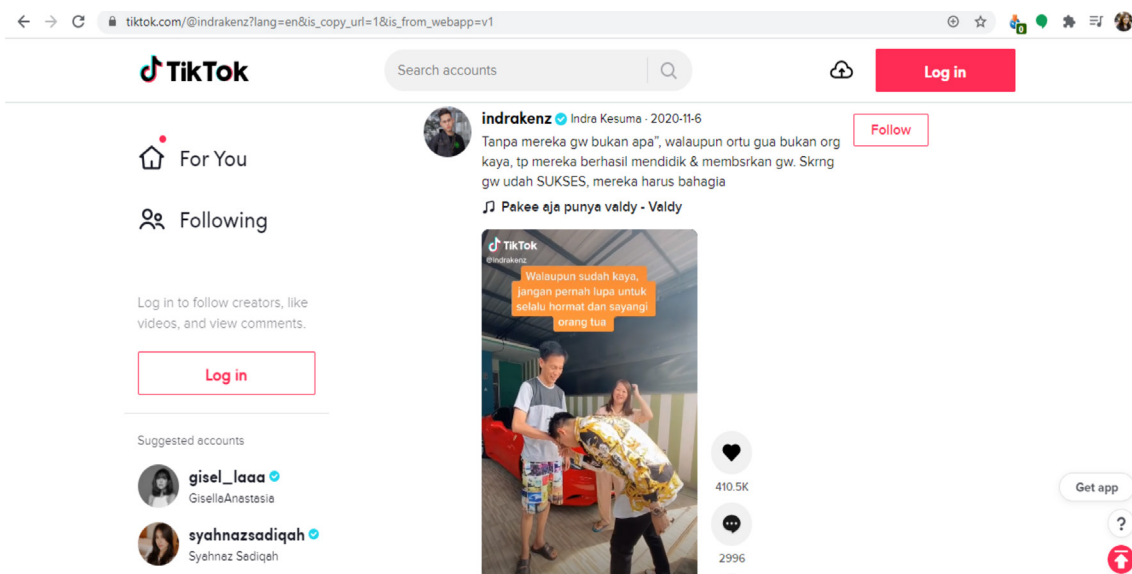 tiktok.com/@indrakenz?lang=en&is_copy_url=1&is_from_webapp=v1
0
TikTok
Search accounts
Log in
For You
Following
Log in to follow creators, like
videos, and view comments.
Log in
Suggested accounts
gisel_laaa
GisellaAnastasia
syahnazsadiqah
Syahnaz Sadiqah
indrakenz Indra Kesuma · 2020-11-6
Follow
Tanpa mereka gw bukan apa”, walaupun ortu gua bukan org
kaya, tp mereka berhasil mendidik & membsrkan gw. Skrng
gw udah SUKSES, mereka harus bahagia
Pakee aja punya valdy - Valdy
TikTok
@indrakenz
Walaupun sudah kaya,
jangan pernah lupa untuk
selalu hormat dan sayangi
orang tua
410.5K
2996
Get app
?